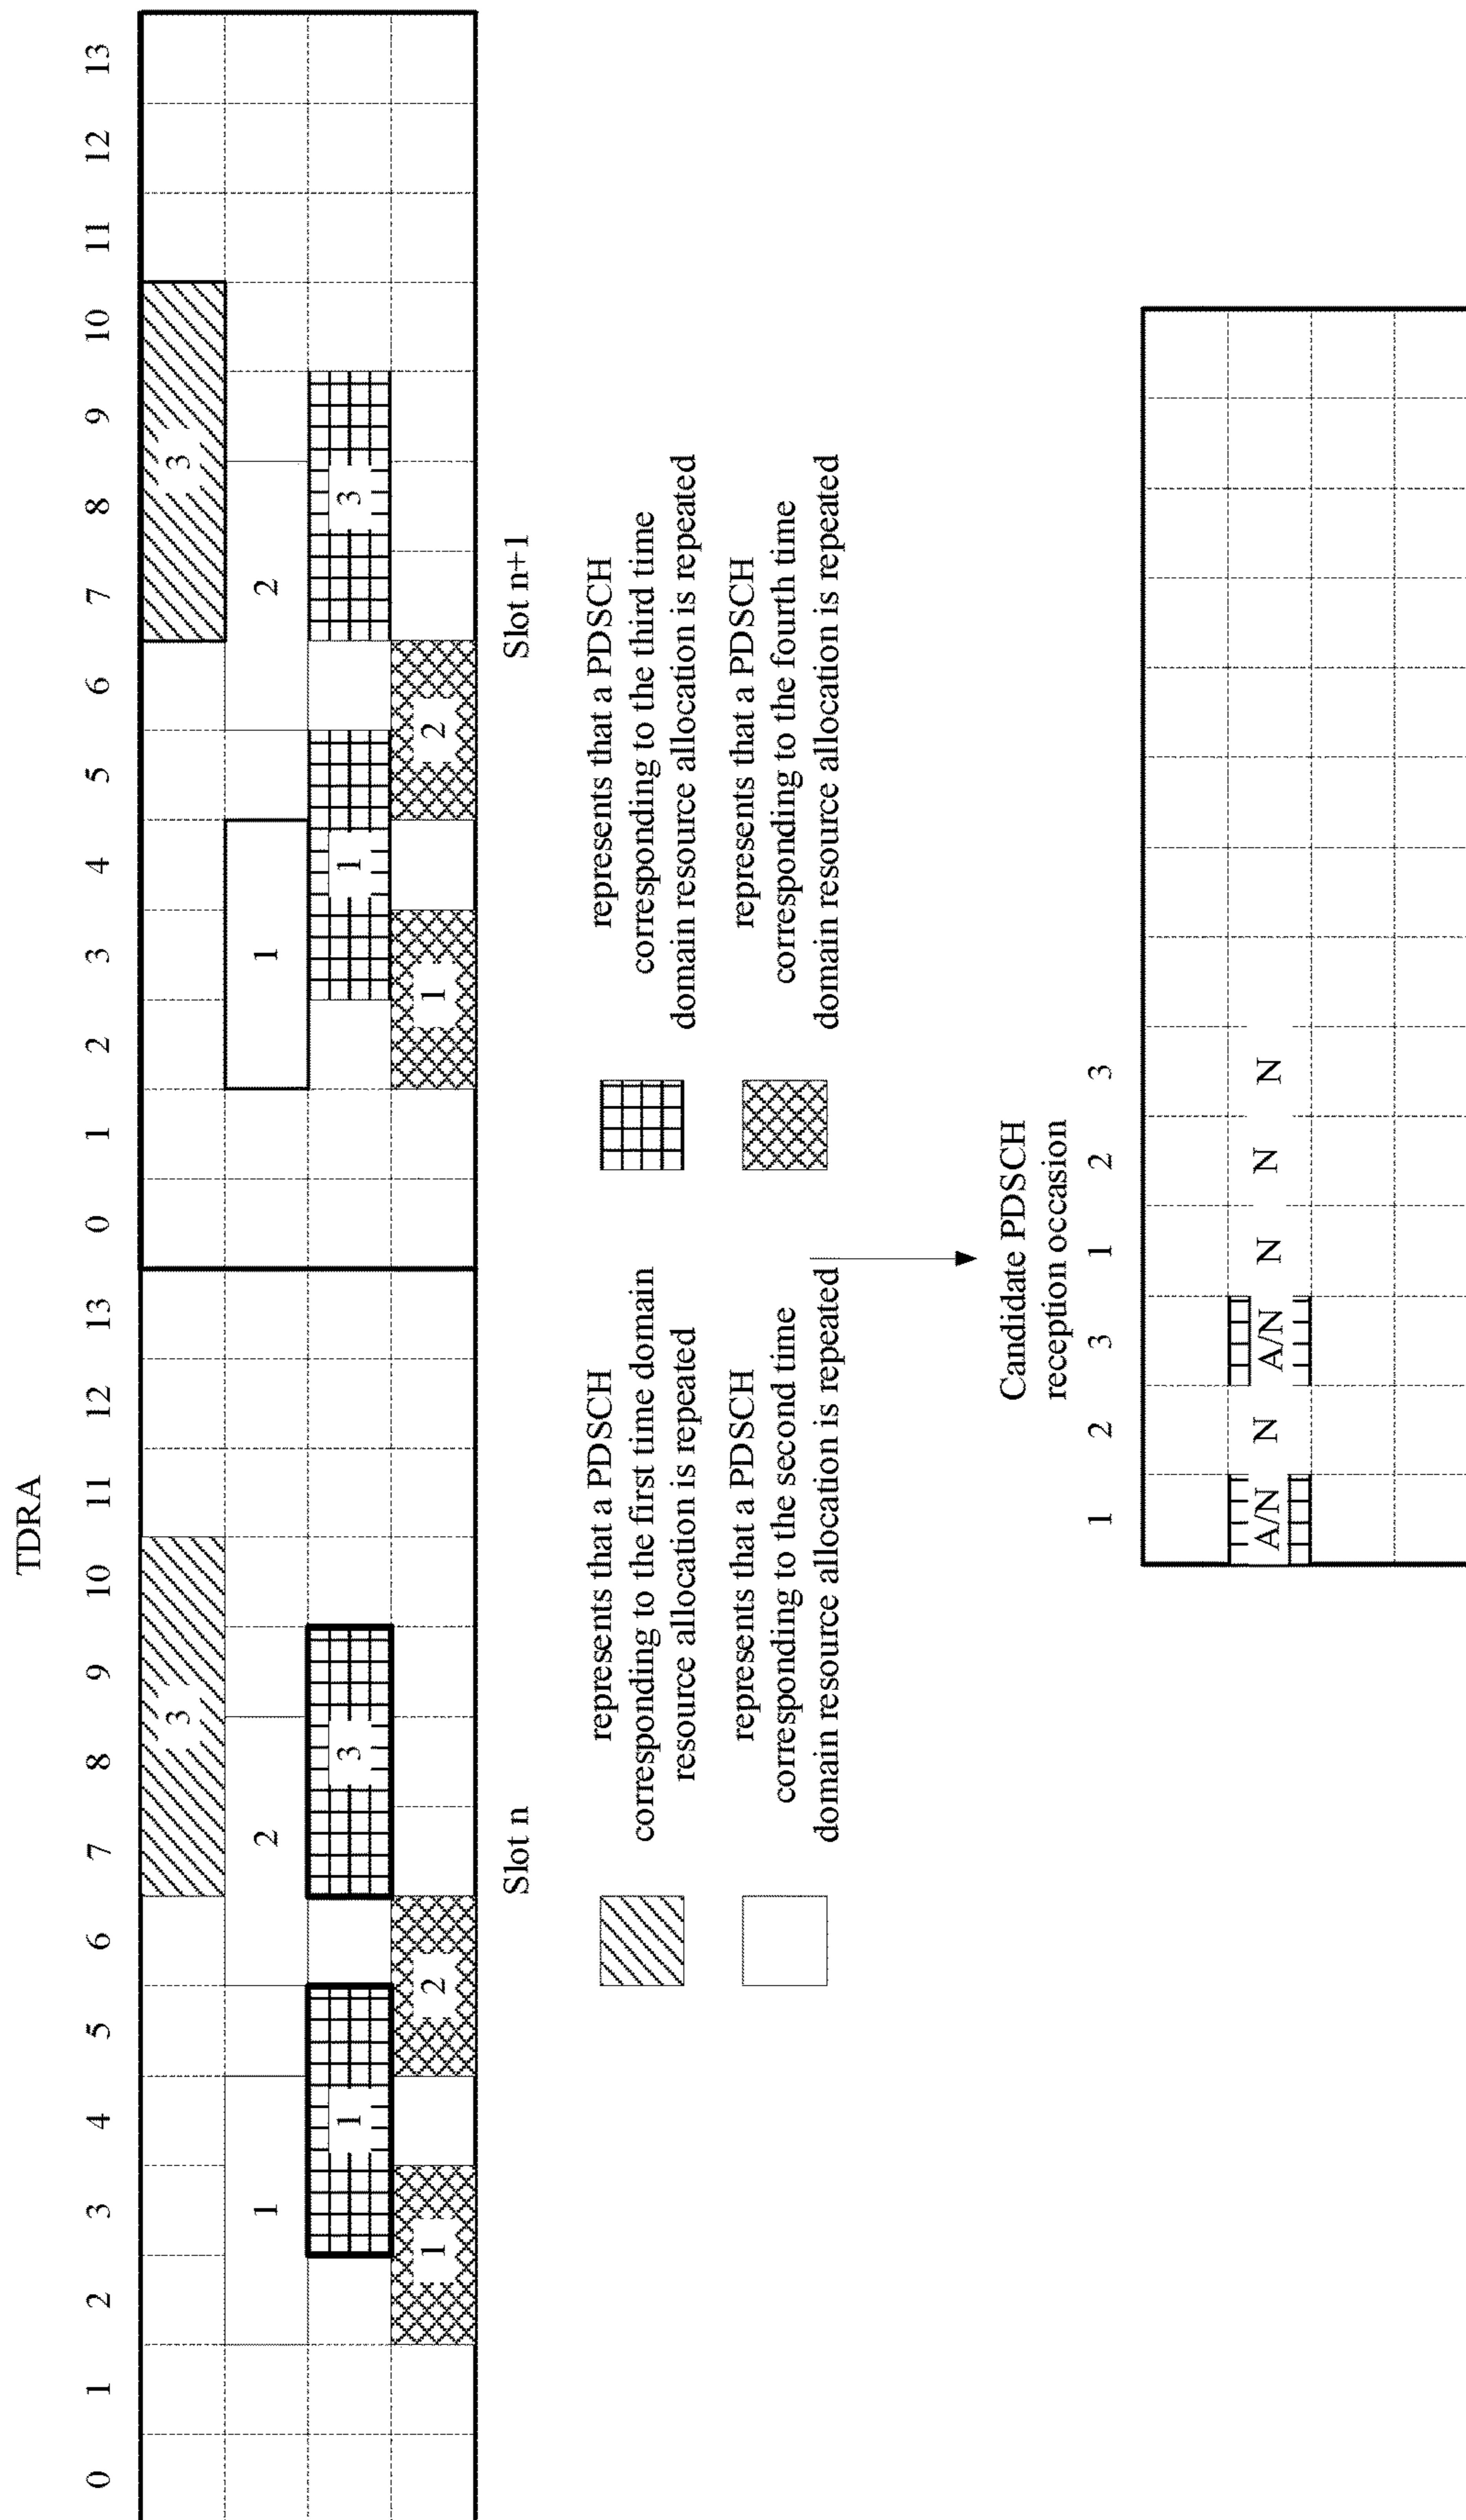 TDRA
0 1 2 3 4 5 6 7 8 9 10 11 12 13 0 1 2 3 4 5 6 7 8 9 10 11 12 13
3 3
1 2 1 2
1 3 1 3
1 2 1 2
Slot n Slot n+1
represents that a PDSCH
corresponding to the first time domain
resource allocation is repeated
represents that a PDSCH
corresponding to the third time
domain resource allocation is repeated
represents that a PDSCH
corresponding to the second time
domain resource allocation is repeated
represents that a PDSCH
corresponding to the fourth time
domain resource allocation is repeated
Candidate PDSCH
reception occasion
1 2 3 1 2 3
A/N N A/N N N N